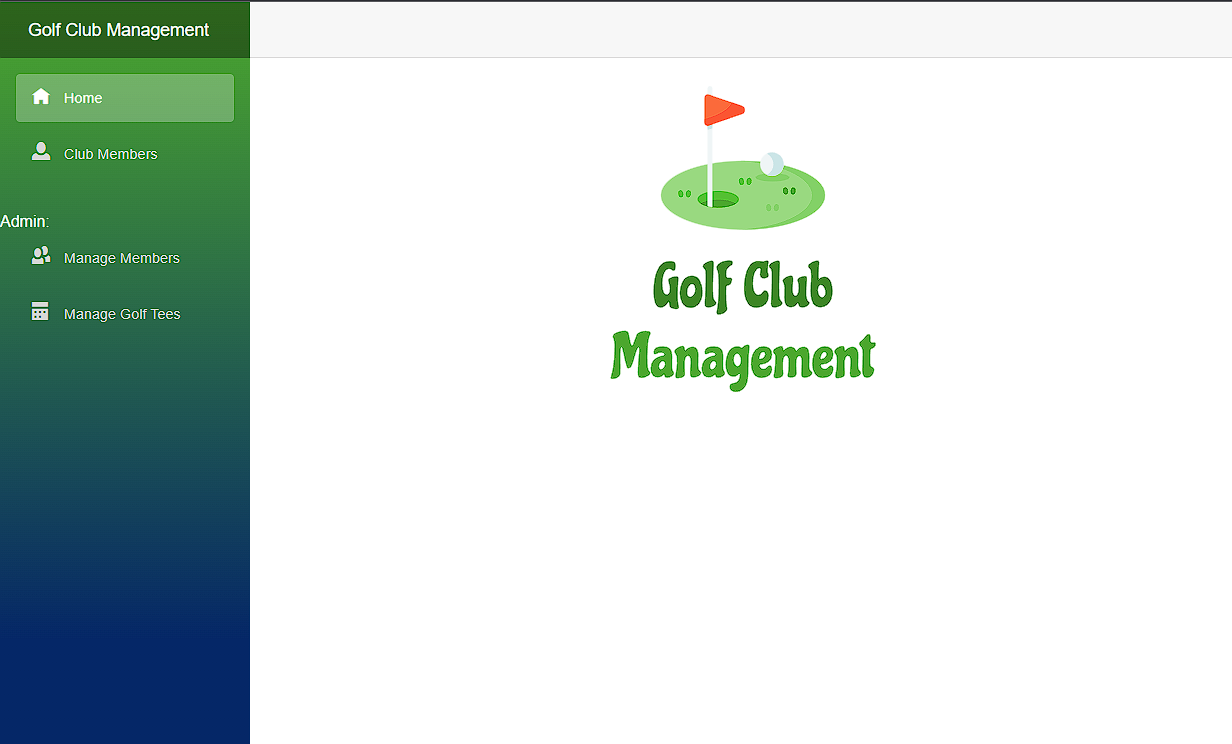 Golf Club Management
Home
Club Members
Admin:
Manage Members
Manage Golf Tees
Golf Club
Management